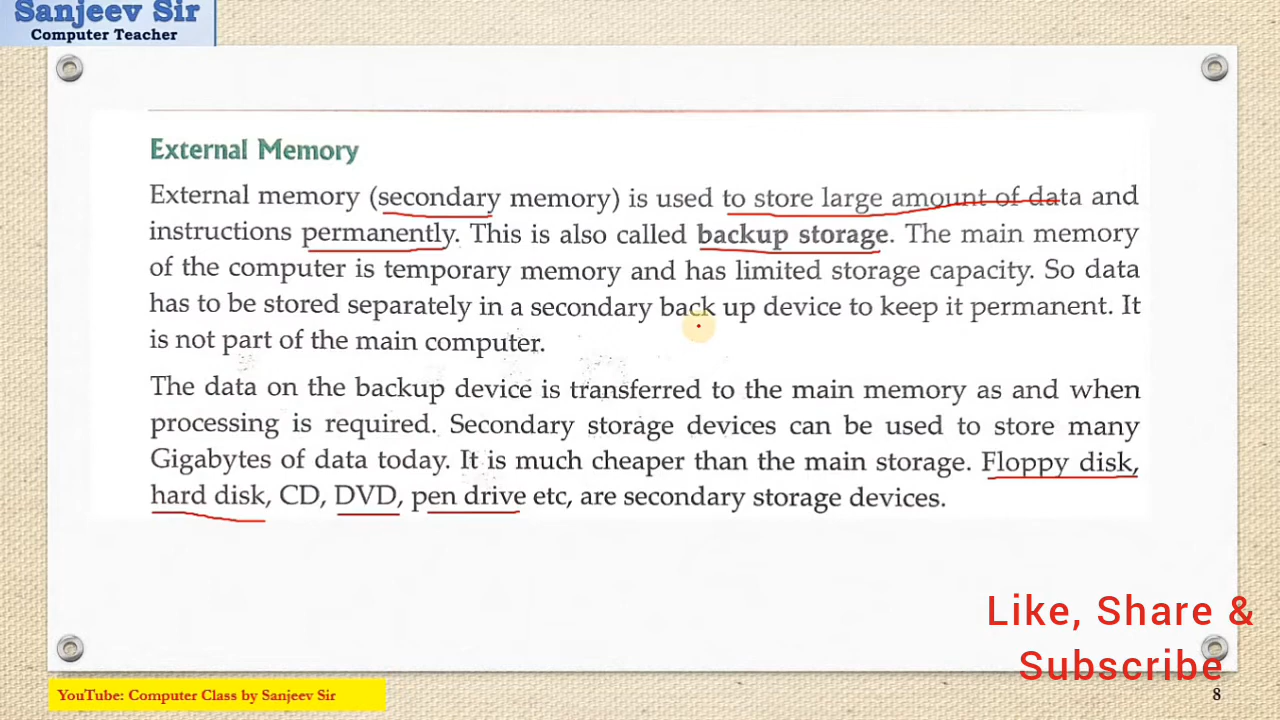 Sanjeev Sir
Computer Teacher
External Memory
External memory (secondary memory) is used to store large amount of data and
instructions permanently. This is also called backup storage. The main memory
of the computer is temporary memory and has limited storage capacity. So data
has to be stored separately in a secondary back up device to keep it permanent. It
is not part of the main computer.
The data on the backup device is transferred to the main memory as and when
processing is required. Secondary storage devices can be used to store many
Gigabytes of data today. It is much cheaper than the main storage. Floppy disk,
hard disk, CD, DVD, pen drive etc, are secondary storage devices.
Like, Share &
Subscribe
YouTube: Computer Class by Sanjeev Sir
8